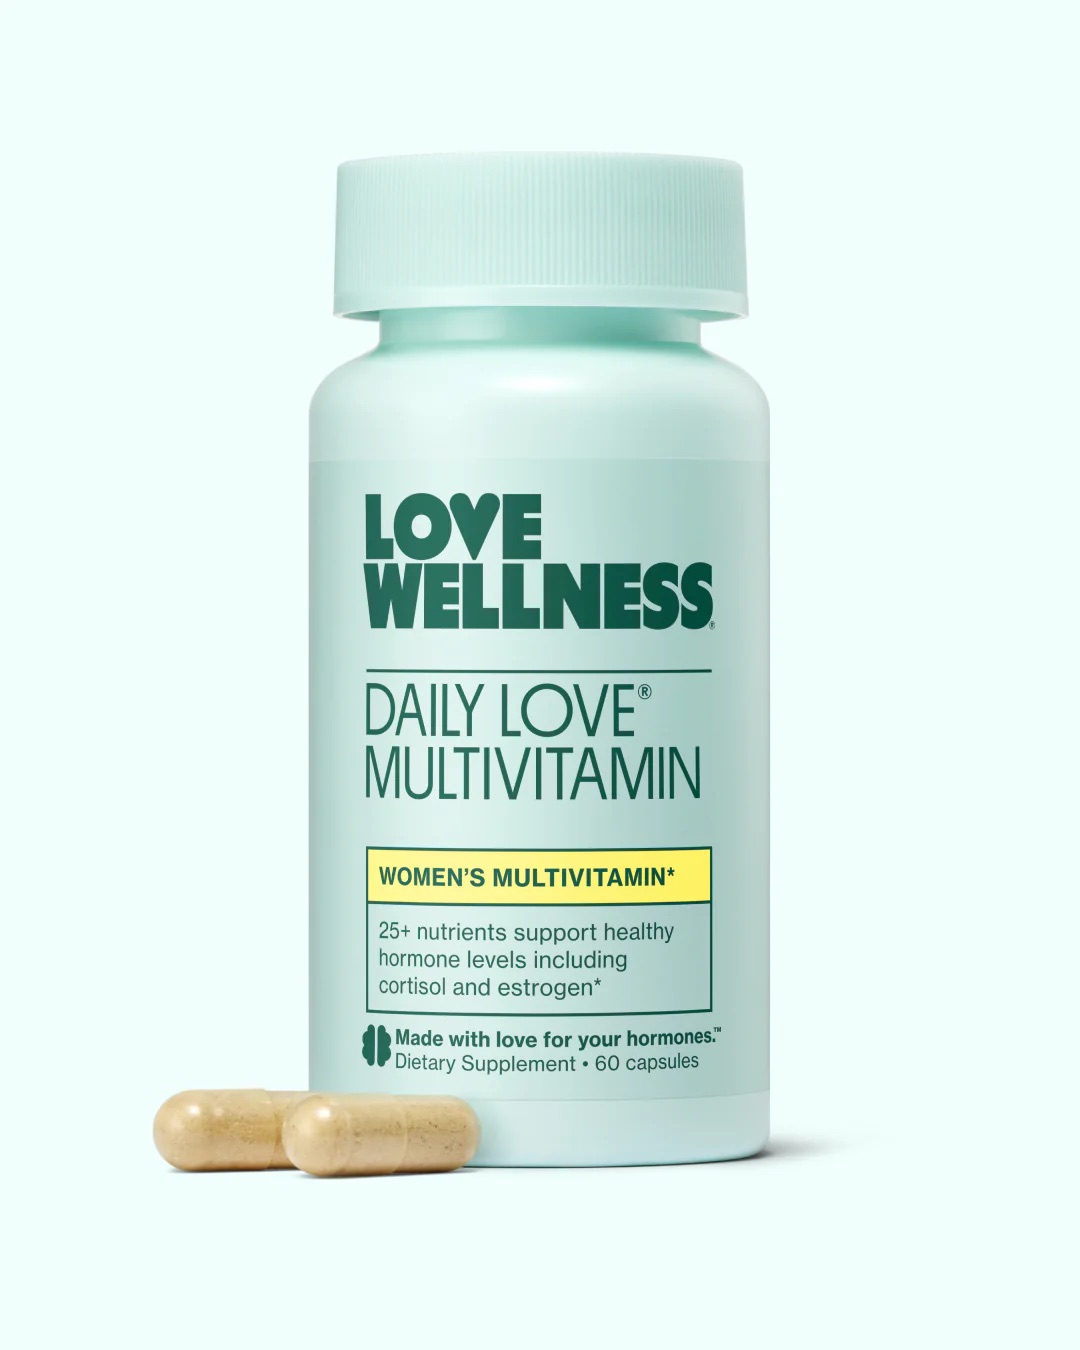 LOVE
WELLNESS®
DAILY LOVE®
MULTIVITAMIN
WOMEN'S MULTIVITAMIN*
25+ nutrients support healthy
hormone levels including
cortisol and estrogen*
Made with love for your hormones.™
Dietary Supplement • 60 capsules